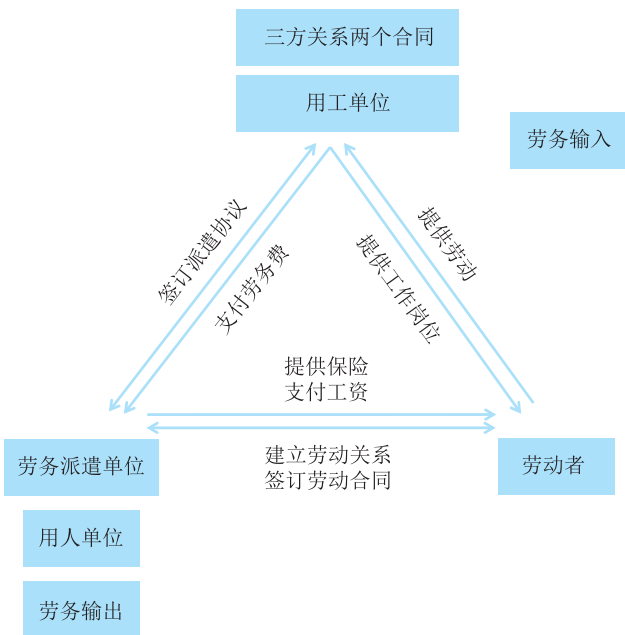 三方关系两个合同
用工单位
劳务输入
签订派遣协议
支付劳务费
提供劳动
提供工作岗位
提供保险
支付工资
建立劳动关系
签订劳动合同
劳务派遣单位
劳动者
用人单位
劳务输出